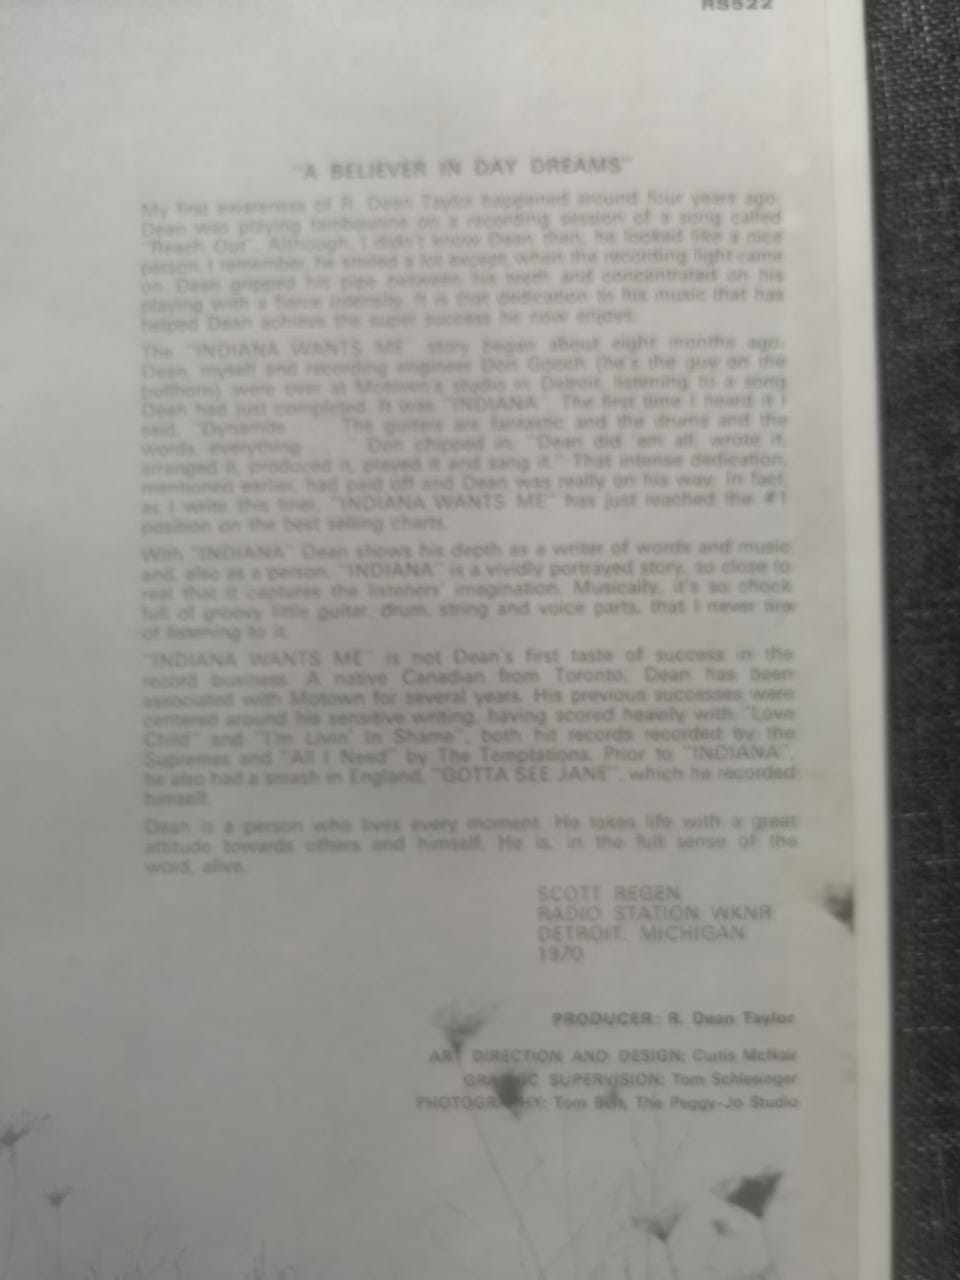 RS522
"A BELIEVER IN DAY DREAMS"
My first awareness of R. Dean Taylor happened around four years ago.
Dean was playing tambourine on a recording session of a song called
"Reach Out". Although, I didn't know Dean then, he looked like a nice
person. I remember, he smiled a lot except, when the recording light came
on. Dean gripped his pipe between his teeth and concentrated on his
playing with a fierce intensity. It is that dedication to his music that has
helped Dean achieve the super success he now enjoys.
The "INDIANA WANTS ME" story began about eight months ago.
Dean, myself and recording engineer Don Gooch (he's the guy on the
bullhorn) were over at Motown's studio in Detroit, listening to a song
Dean had just completed. It was "INDIANA". The first time I heard it I
said, "Dynamite . . . The guitars are fantastic and the drums and the
words, everything . . ." Don chipped in, "Dean did 'em all, wrote it,
arranged it, produced it, played it and sang it." That intense dedication,
mentioned earlier, had paid off and Dean was really on his way. In fact,
as I write this liner, "INDIANA WANTS ME" has just reached the #1
position on the best selling charts.
With "INDIANA" Dean shows his depth as a writer of words and music
and, also as a person. "INDIANA" is a vividly portrayed story, so close to
real that it captures the listeners' imagination. Musically, it's so chock
full of groovy little guitar, drum, string and voice parts, that I never tire
of listening to it.
"INDIANA WANTS ME" is not Dean's first taste of success in the
record business. A native Canadian from Toronto, Dean has been
associated with Motown for several years. His previous successes were
centered around his sensitive writing, having scored heavily with "Love
Child" and "I'm Livin' In Shame", both hit records recorded by the
Supremes and "All I Need" by The Temptations. Prior to "INDIANA",
he also had a smash in England, "GOTTA SEE JANE", which he recorded
himself.
Dean is a person who lives every moment. He takes life with a great
attitude towards others and himself. He is, in the full sense of the
word, alive.
SCOTT REGEN
RADIO STATION WKNR
DETROIT, MICHIGAN
1970
PRODUCER: R. Dean Taylor
ART DIRECTION AND DESIGN: Curtis McNair
GRAPHIC SUPERVISION: Tom Schlesinger
PHOTOGRAPHY: Tom The Peggy-Jo Studio